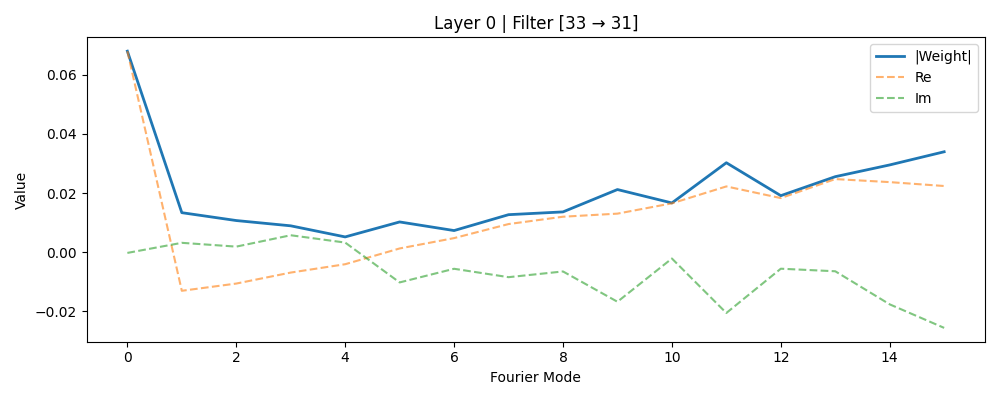 Layer 0 | Filter [33 → 31]
|Weight|
Re
Im
Value
0.06
0.04
0.02
0.00
−0.02
0 2 4 6 8 10 12 14
Fourier Mode